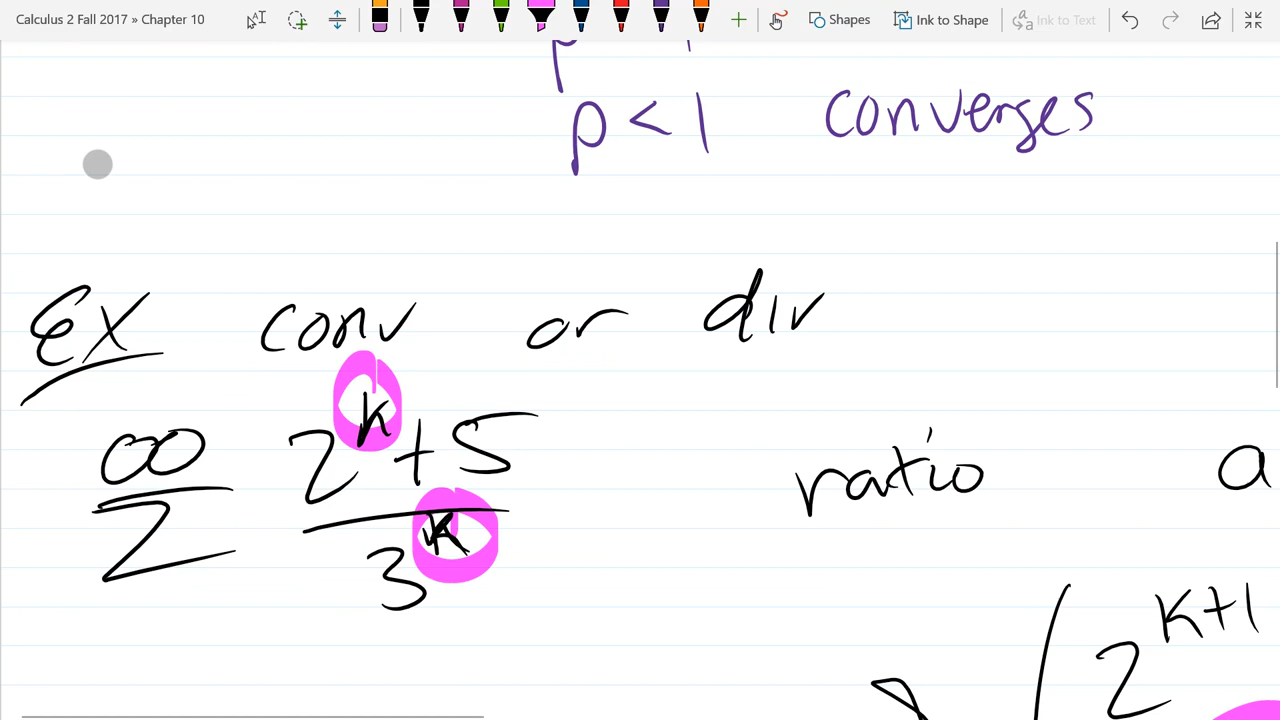 Calculus 2 Fall 2017 » Chapter 10
Shapes
Ink to Shape
Ink to Text
ρ < 1 converges
Ex conv or div
∞
Σ
2^k + 5
3^k
ratio a
2^k+1